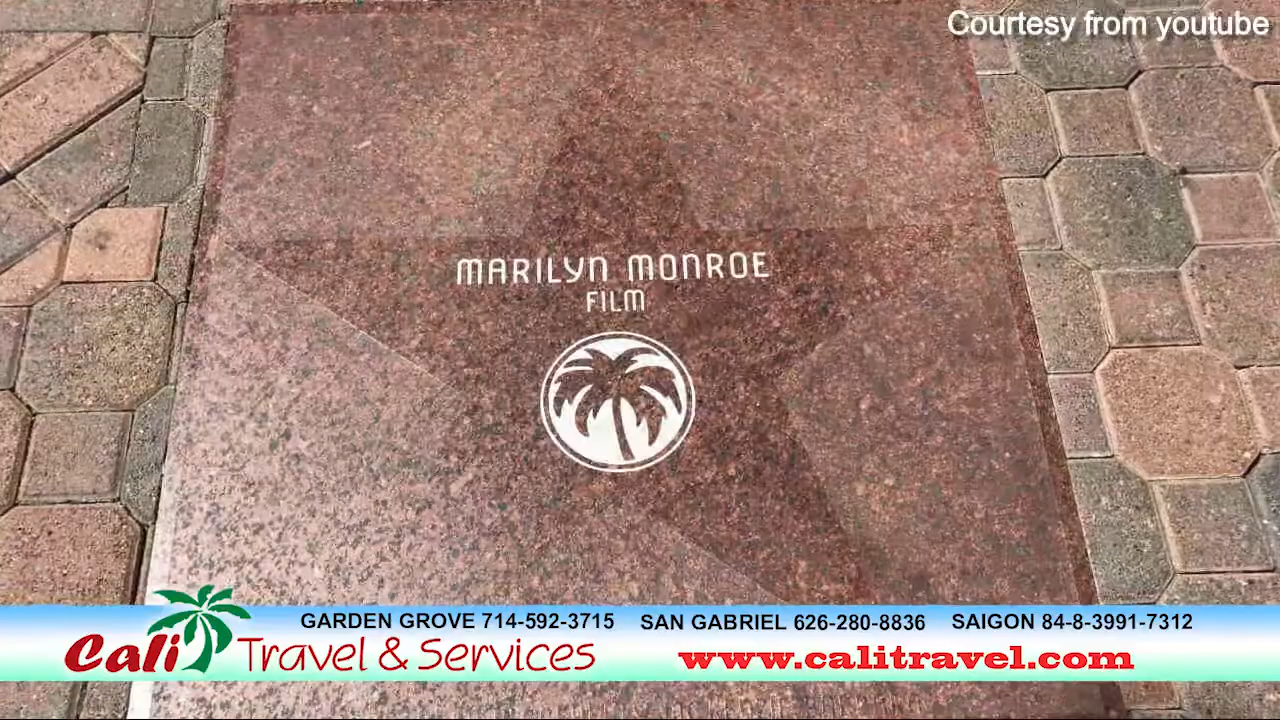 Courtesy from youtube
MARILYN MONROE
FILM
GARDEN GROVE 714-592-3715 SAN GABRIEL 626-280-8836 SAIGON 84-8-3991-7312
Cali Travel & Services www.calitravel.com